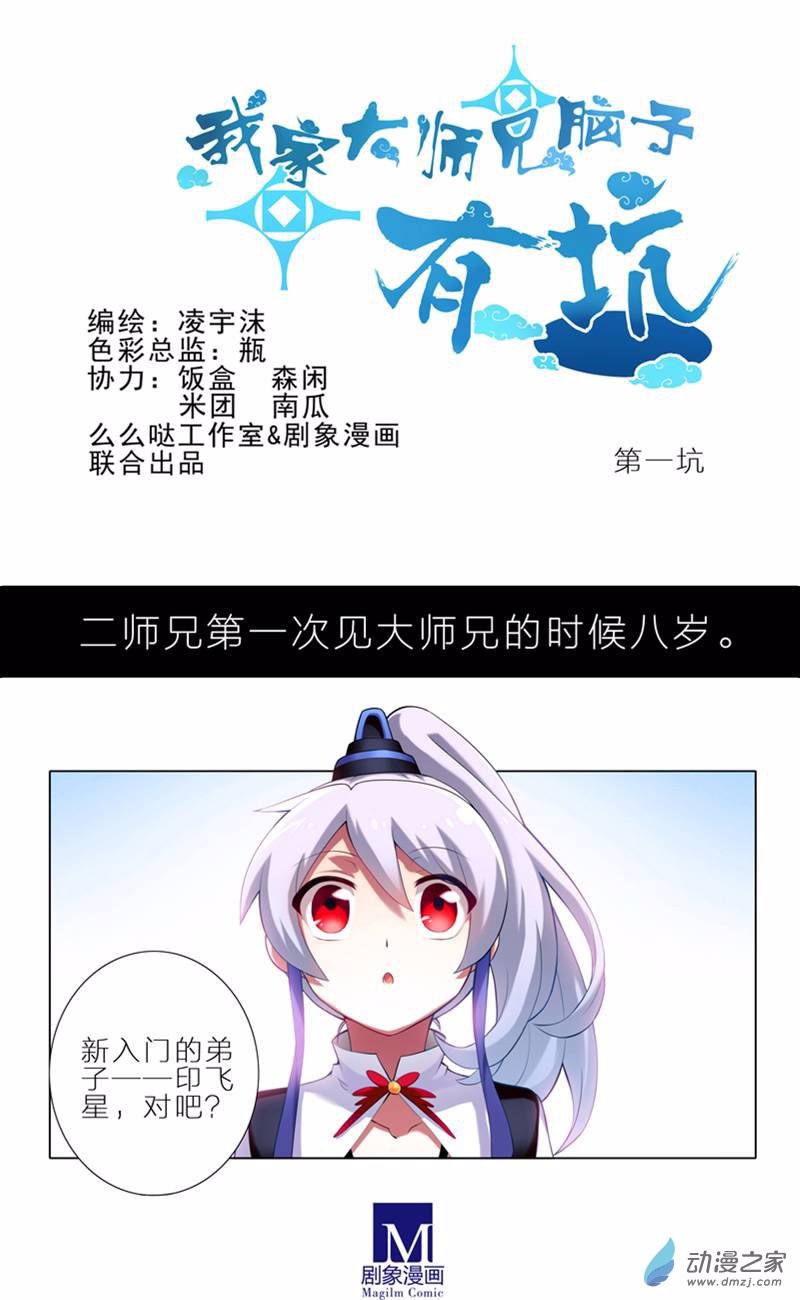 我家大师兄脑子
有坑
编绘：凌宇沫
色彩总监：瓶
协力：饭盒 森闲
米团 南瓜
么么哒工作室&剧象漫画
联合出品
第一坑
二师兄第一次见大师兄的时候八岁。
新入门的弟
子——印飞
星，对吧？
M
剧象漫画
Magilm Comic
动漫之家
www.dmzj.com